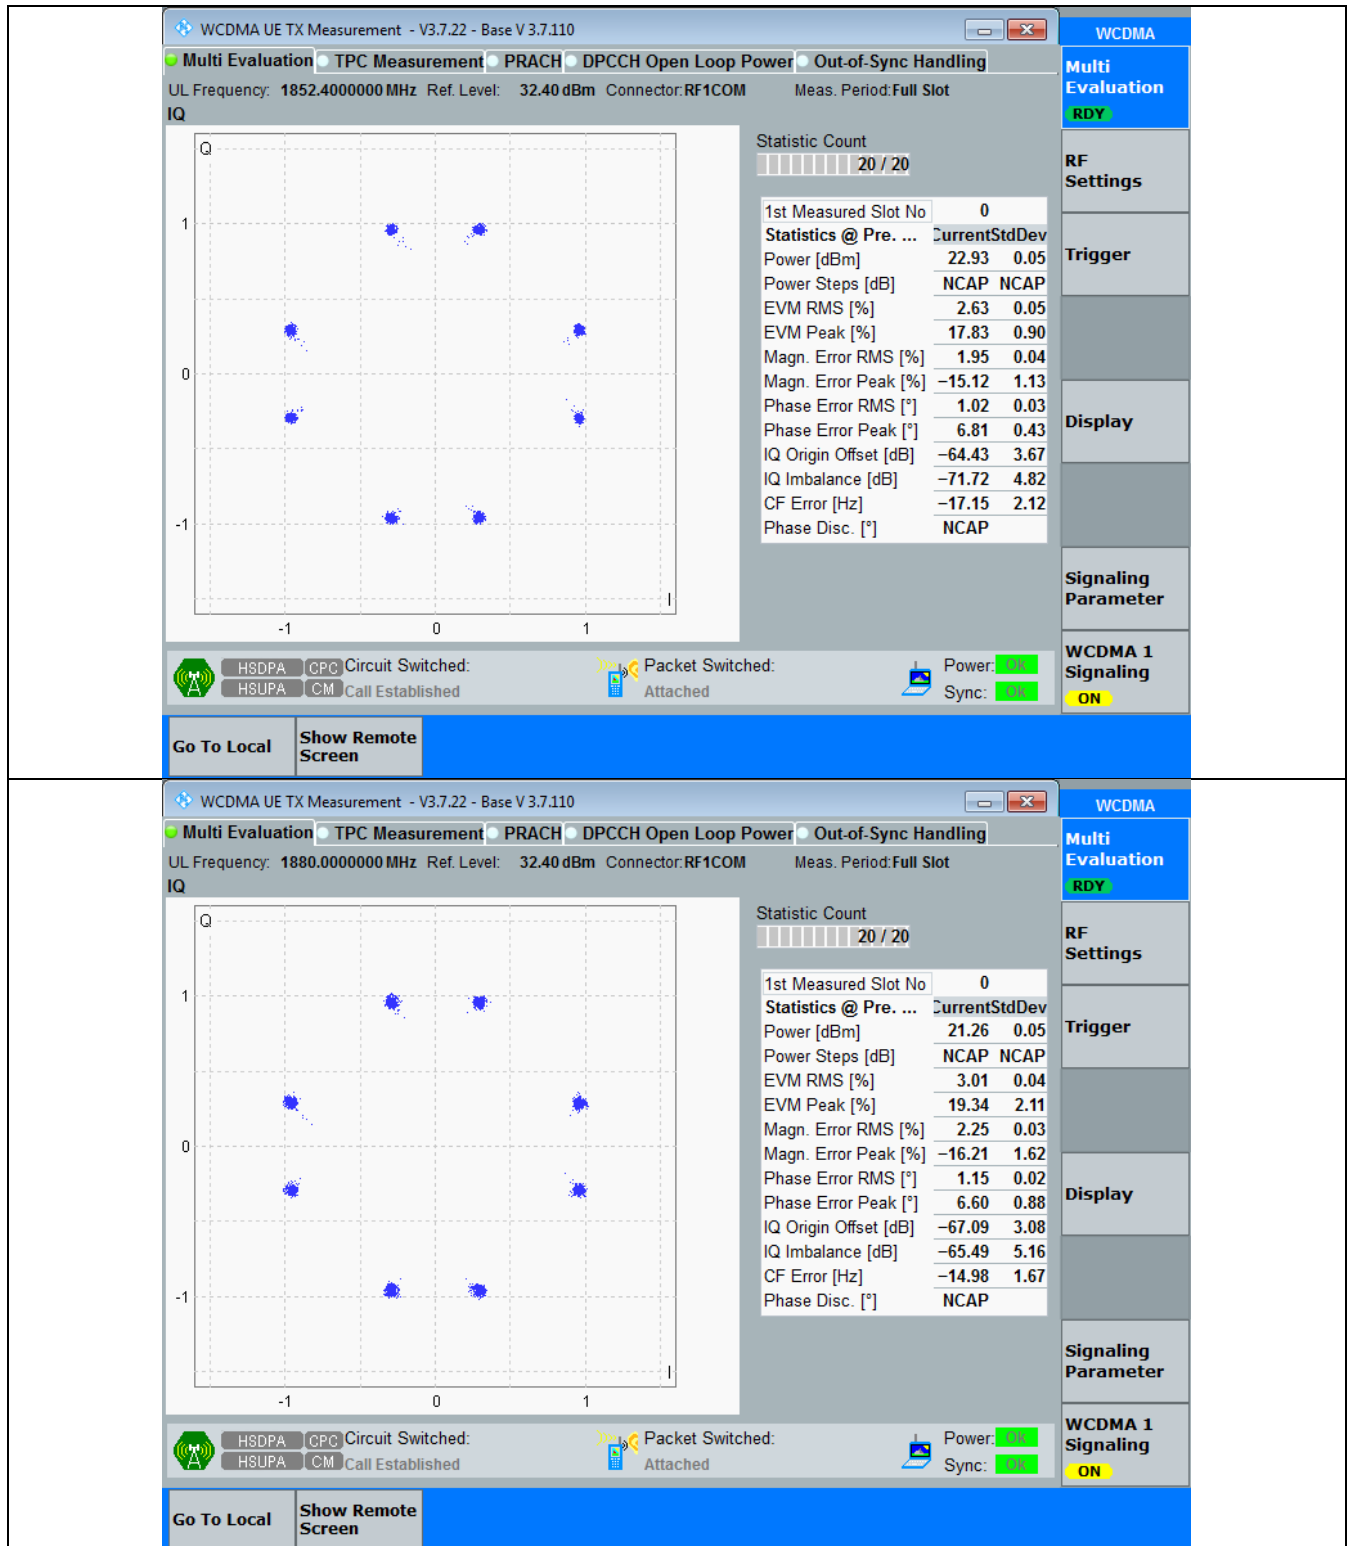 WCDMA UE TX Measurement - V3.7.22 - Base V 3.7.110
WCDMA
Multi Evaluation TPC Measurement PRACH DPCCH Open Loop Power Out-of-Sync Handling
Multi
Evaluation
RDY
UL Frequency: 1852.4000000 MHz Ref. Level: 32.40 dBm Connector: RF1COM Meas. Period: Full Slot
IQ
Q
1
0
-1
I
-1 0 1
Statistic Count
20 / 20
1st Measured Slot No 0
Statistics @ Pre. ... Current StdDev
Power [dBm] 22.93 0.05
Power Steps [dB] NCAP NCAP
EVM RMS [%] 2.63 0.05
EVM Peak [%] 17.83 0.90
Magn. Error RMS [%] 1.95 0.04
Magn. Error Peak [%] −15.12 1.13
Phase Error RMS [°] 1.02 0.03
Phase Error Peak [°] 6.81 0.43
IQ Origin Offset [dB] −64.43 3.67
IQ Imbalance [dB] −71.72 4.82
CF Error [Hz] −17.15 2.12
Phase Disc. [°] NCAP
RF
Settings
Trigger
Display
Signaling
Parameter
WCDMA 1
Signaling
ON
HSDPA CPC Circuit Switched: Packet Switched: Power: Ok
HSUPA CM Call Established Attached Sync: Ok
Go To Local
Show Remote
Screen
WCDMA UE TX Measurement - V3.7.22 - Base V 3.7.110
WCDMA
Multi Evaluation TPC Measurement PRACH DPCCH Open Loop Power Out-of-Sync Handling
Multi
Evaluation
RDY
UL Frequency: 1880.0000000 MHz Ref. Level: 32.40 dBm Connector: RF1COM Meas. Period: Full Slot
IQ
Q
1
0
-1
I
-1 0 1
Statistic Count
20 / 20
1st Measured Slot No 0
Statistics @ Pre. ... Current StdDev
Power [dBm] 21.26 0.05
Power Steps [dB] NCAP NCAP
EVM RMS [%] 3.01 0.04
EVM Peak [%] 19.34 2.11
Magn. Error RMS [%] 2.25 0.03
Magn. Error Peak [%] −16.21 1.62
Phase Error RMS [°] 1.15 0.02
Phase Error Peak [°] 6.60 0.88
IQ Origin Offset [dB] −67.09 3.08
IQ Imbalance [dB] −65.49 5.16
CF Error [Hz] −14.98 1.67
Phase Disc. [°] NCAP
RF
Settings
Trigger
Display
Signaling
Parameter
WCDMA 1
Signaling
ON
HSDPA CPC Circuit Switched: Packet Switched: Power: Ok
HSUPA CM Call Established Attached Sync: Ok
Go To Local
Show Remote
Screen